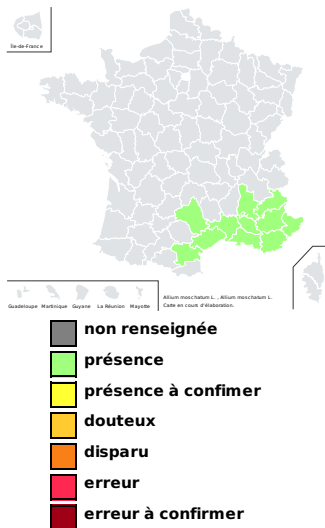 Île-de-France
Guadeloupe Martinique Guyane La Réunion Mayotte
Allium moschatum L. , Allium moschatum L.
Carte en cours d'élaboration.
non renseignée
présence
présence à confimer
douteux
disparu
erreur
erreur à confirmer